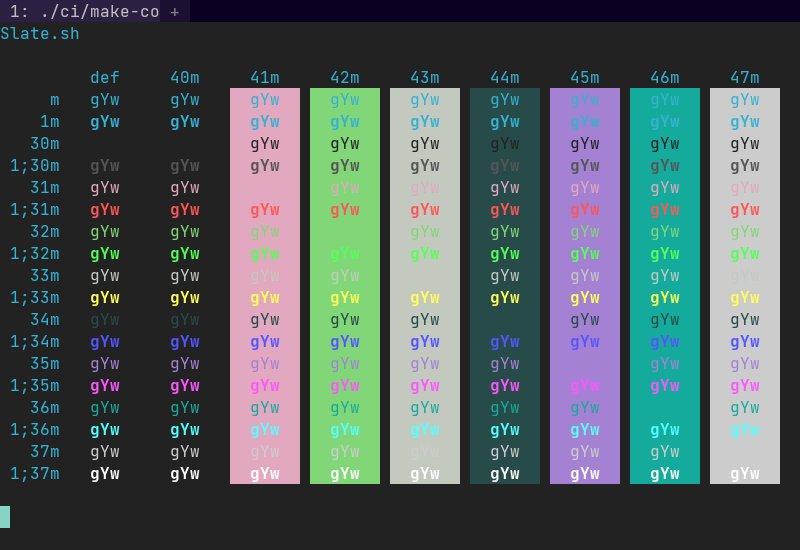 1: ./ci/make-co +
Slate.sh
def 40m 41m 42m 43m 44m 45m 46m 47m
m gYw gYw gYw gYw gYw gYw gYw gYw gYw
1m gYw gYw gYw gYw gYw gYw gYw gYw gYw
30m gYw gYw gYw gYw gYw gYw gYw
1;30m gYw gYw gYw gYw gYw gYw gYw gYw gYw
31m gYw gYw gYw gYw gYw gYw gYw gYw
1;31m gYw gYw gYw gYw gYw gYw gYw gYw gYw
32m gYw gYw gYw gYw gYw gYw gYw gYw
1;32m gYw gYw gYw gYw gYw gYw gYw gYw gYw
33m gYw gYw gYw gYw gYw gYw gYw gYw
1;33m gYw gYw gYw gYw gYw gYw gYw gYw gYw
34m gYw gYw gYw gYw gYw gYw gYw gYw
1;34m gYw gYw gYw gYw gYw gYw gYw gYw gYw
35m gYw gYw gYw gYw gYw gYw gYw gYw
1;35m gYw gYw gYw gYw gYw gYw gYw gYw gYw
36m gYw gYw gYw gYw gYw gYw gYw gYw
1;36m gYw gYw gYw gYw gYw gYw gYw gYw gYw
37m gYw gYw gYw gYw gYw gYw gYw gYw
1;37m gYw gYw gYw gYw gYw gYw gYw gYw gYw